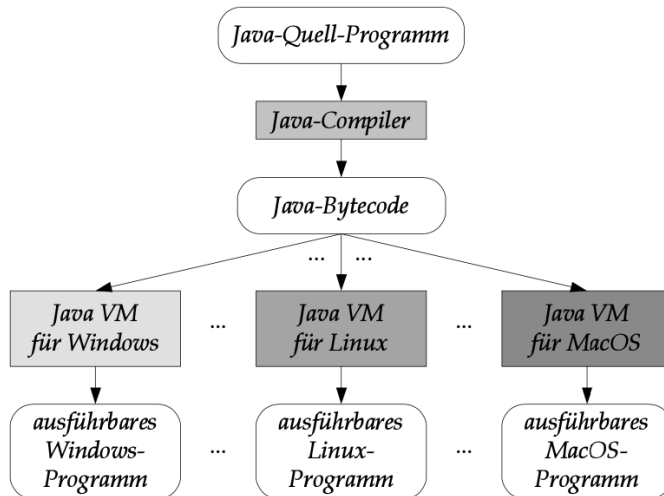 Java-Quell-Programm
Java-Compiler
Java-Bytecode
... ...
Java VM
für Windows
...
Java VM
für Linux
...
Java VM
für MacOS
ausführbares
Windows-
Programm
...
ausführbares
Linux-
Programm
...
ausführbares
MacOS-
Programm